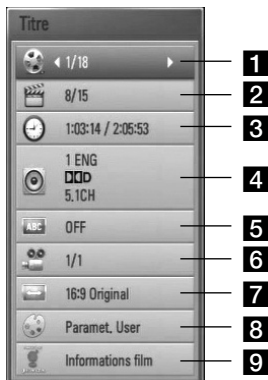 Titre
1/18
1
8/15
2
1:03:14 / 2:05:53
3
1 ENG
D
5.1CH
4
ABC
OFF
5
1/1
6
16:9 Original
7
Paramet. User
8
Informations film
9